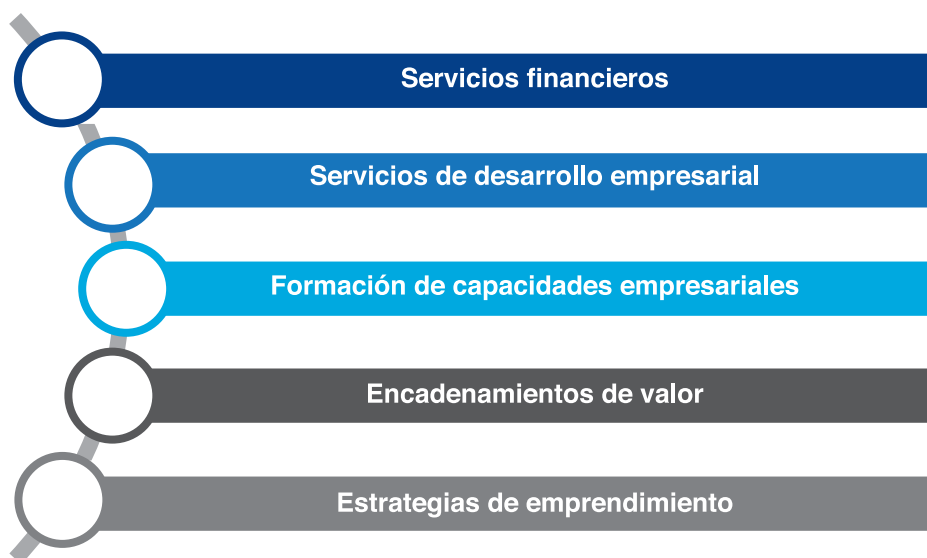 Servicios financieros
Servicios de desarrollo empresarial
Formación de capacidades empresariales
Encadenamientos de valor
Estrategias de emprendimiento